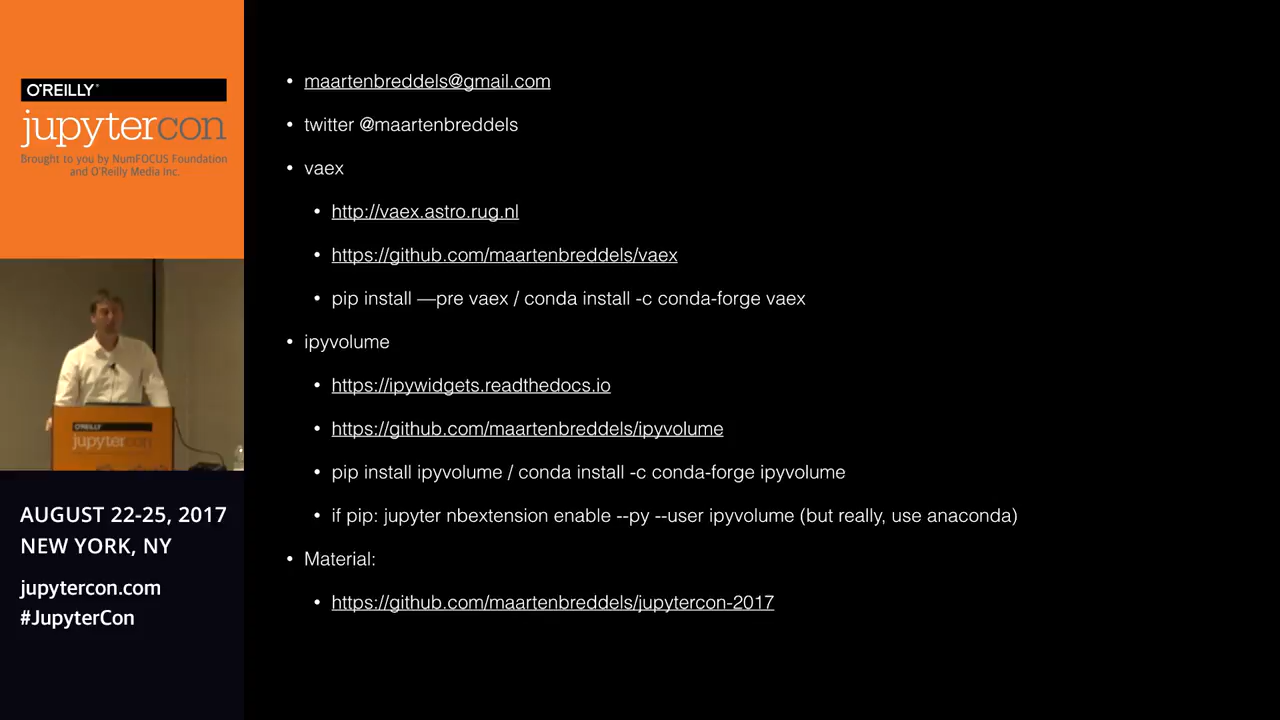 O'REILLY®
jupytercon
Brought to you by NumFOCUS Foundation
and O'Reilly Media Inc.
O'REILLY
jupytercon
AUGUST 22-25, 2017
NEW YORK, NY
jupytercon.com
#JupyterCon
• maartenbreddels@gmail.com
• twitter @maartenbreddels
• vaex
• http://vaex.astro.rug.nl
• https://github.com/maartenbreddels/vaex
• pip install —pre vaex / conda install -c conda-forge vaex
• ipyvolume
• https://ipywidgets.readthedocs.io
• https://github.com/maartenbreddels/ipyvolume
• pip install ipyvolume / conda install -c conda-forge ipyvolume
• if pip: jupyter nbextension enable --py --user ipyvolume (but really, use anaconda)
• Material:
• https://github.com/maartenbreddels/jupytercon-2017